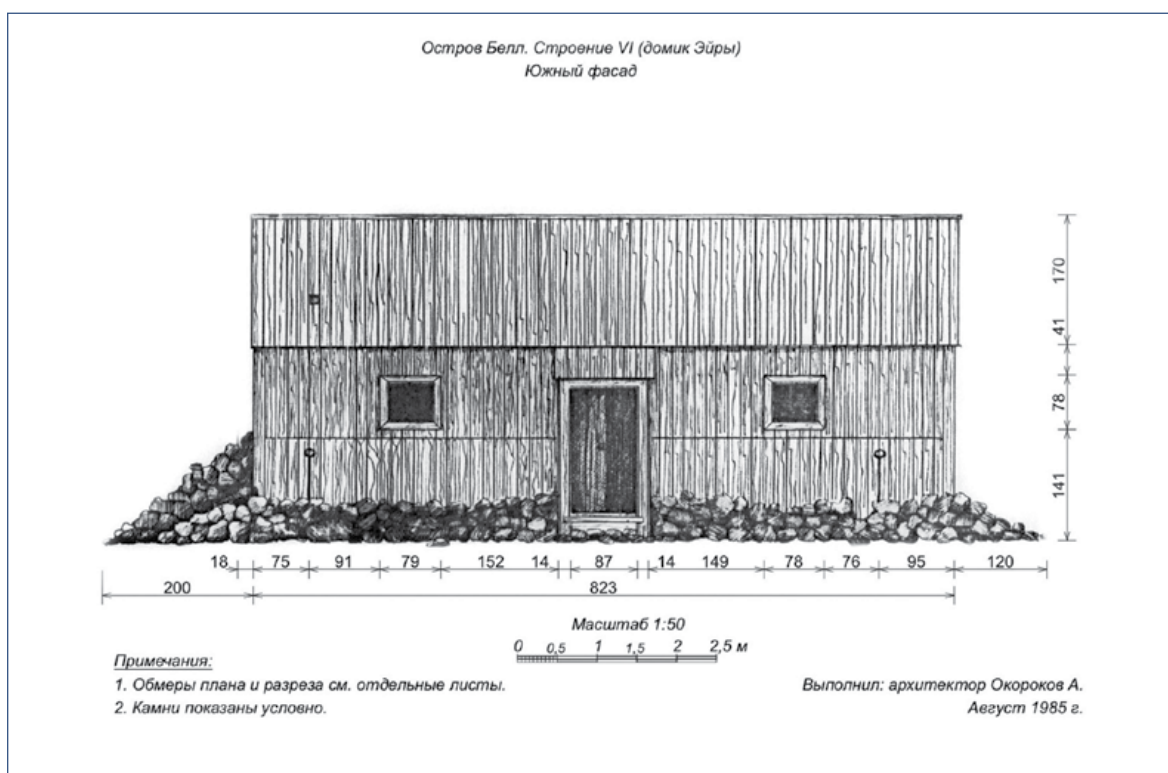 Остров Белл. Строение VI (домик Эйры)
Южный фасад
170
41
78
141
18 75 91 79 152 14 87 14 149 78 76 95 120
200 823
Масштаб 1:50
0 0,5 1 1,5 2 2,5 м
Примечания:
1. Обмеры плана и разреза см. отдельные листы.
2. Камни показаны условно.
Выполнил: архитектор Окороков А.
Август 1985 г.